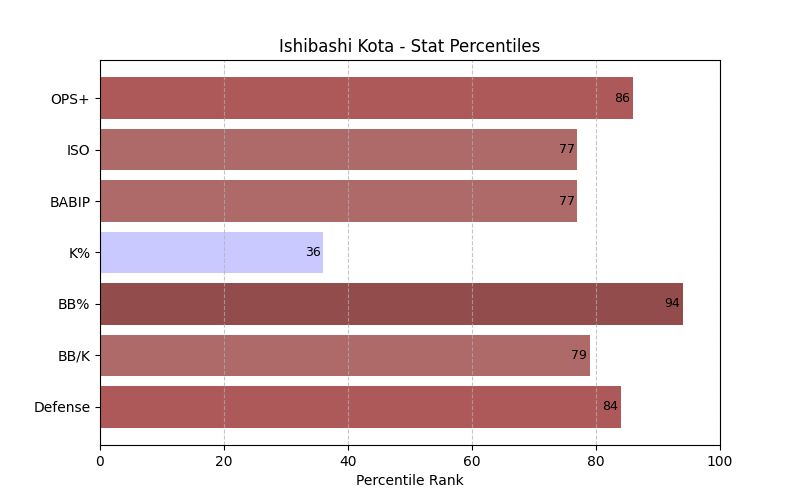 Ishibashi Kota - Stat Percentiles
OPS+ 86
ISO 77
BABIP 77
K% 36
BB% 94
BB/K 79
Defense 84
0 20 40 60 80 100
Percentile Rank